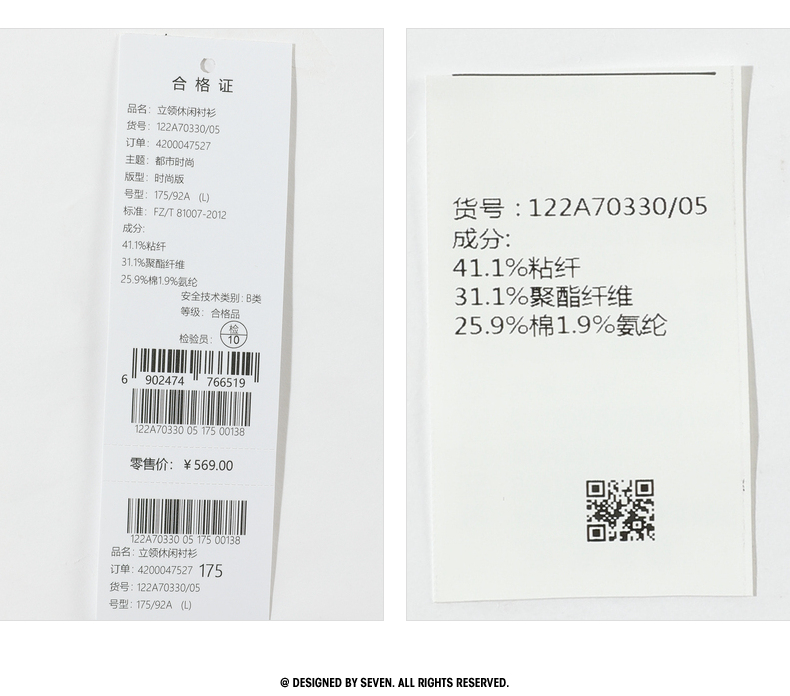 合格证
品名：立领休闲衬衫
货号：122A70330/05
订单：4200047527
主题：都市时尚
版型：时尚版
号型：175/92A (L)
标准：FZ/T 81007-2012
成分：
41.1%粘纤
31.1%聚酯纤维
25.9%棉1.9%氨纶
安全技术类别：B类
等级：合格品
检验员：检 10
6 902474 766519
122A70330 05 175 00138
零售价：￥569.00
122A70330 05 175 00138
品名：立领休闲衬衫
订单：4200047527 175
货号：122A70330/05
号型：175/92A (L)
货号：122A70330/05
成分：
41.1%粘纤
31.1%聚酯纤维
25.9%棉1.9%氨纶
@ DESIGNED BY SEVEN. ALL RIGHTS RESERVED.